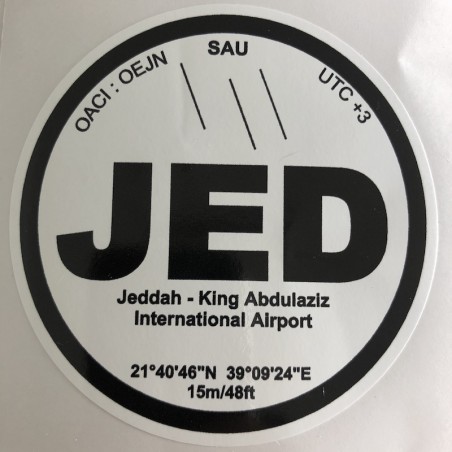 SAU
OACI : OEJN
UTC +3
JED
Jeddah - King Abdulaziz
International Airport
21°40'46"N 39°09'24"E
15m/48ft